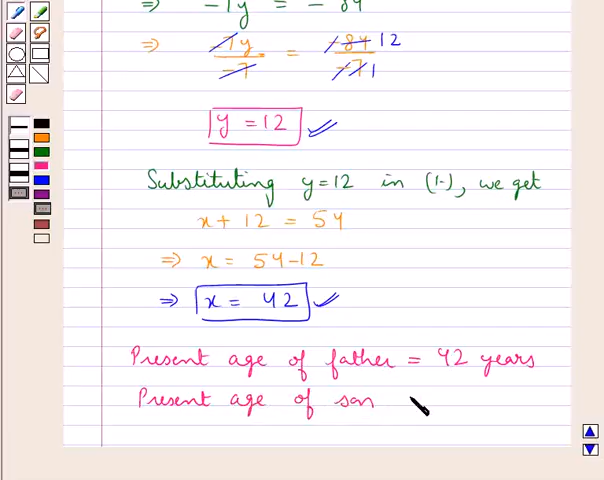 ⇒ -7y = - 84
⇒ -7y/-7 = -84/-7 12 1
y = 12 ✓
Substituting y=12 in (1), we get
x + 12 = 54
⇒ x = 54-12
⇒ x = 42 ✓
Present age of father = 42 years
Present age of son